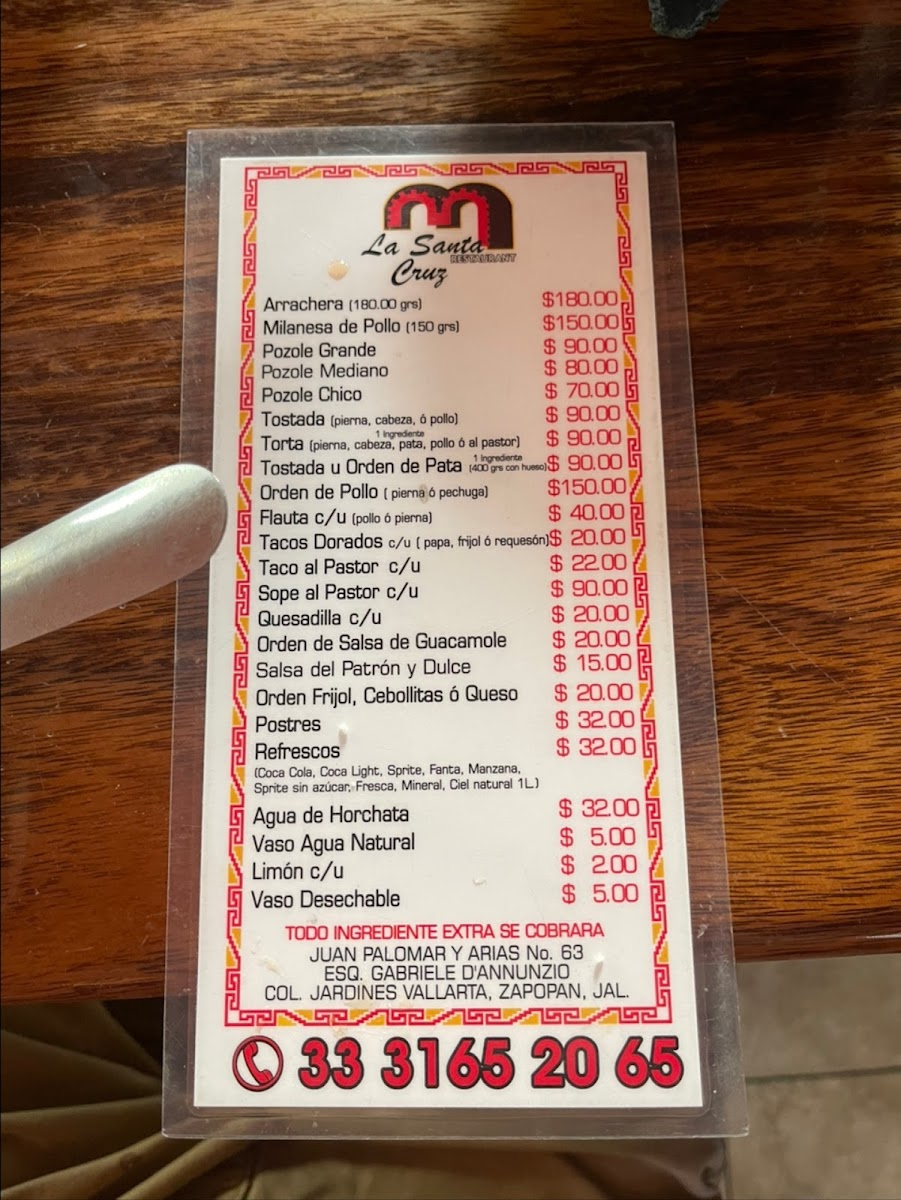 La Santa
RESTAURANT
Cruz
Arrachera (180.00 grs) $180.00
Milanesa de Pollo (150 grs) $150.00
Pozole Grande $ 90.00
Pozole Mediano $ 80.00
Pozole Chico $ 70.00
Tostada (pierna, cabeza, ó pollo) $ 90.00
1 Ingrediente
Torta (pierna, cabeza, pata, pollo ó al pastor) $ 90.00
1 Ingrediente
Tostada u Orden de Pata (400 grs con hueso) $ 90.00
Orden de Pollo ( pierna ó pechuga) $150.00
Flauta c/u (pollo ó pierna) $ 40.00
Tacos Dorados c/u ( papa, frijol ó requesón) $ 20.00
Taco al Pastor c/u $ 22.00
Sope al Pastor c/u $ 90.00
Quesadilla c/u $ 20.00
Orden de Salsa de Guacamole $ 20.00
Salsa del Patrón y Dulce $ 15.00
Orden Frijol, Cebollitas ó Queso $ 20.00
Postres $ 32.00
Refrescos $ 32.00
(Coca Cola, Coca Light, Sprite, Fanta, Manzana,
Sprite sin azúcar, Fresca, Mineral, Ciel natural 1L.)
Agua de Horchata $ 32.00
Vaso Agua Natural $ 5.00
Limón c/u $ 2.00
Vaso Desechable $ 5.00
TODO INGREDIENTE EXTRA SE COBRARA
JUAN PALOMAR Y ARIAS No. 63
ESQ. GABRIELE D'ANNUNZIO
COL. JARDINES VALLARTA, ZAPOPAN, JAL.
33 3165 20 65